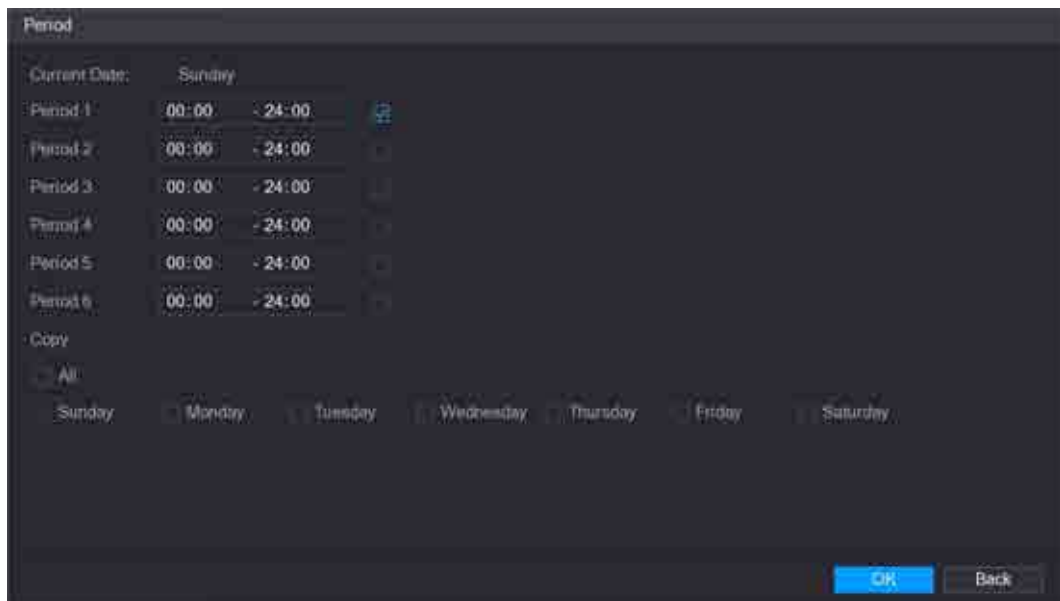 Period
Current Date: Sunday
Period 1 00:00 - 24:00
Period 2 00:00 - 24:00
Period 3 00:00 - 24:00
Period 4 00:00 - 24:00
Period 5 00:00 - 24:00
Period 6 00:00 - 24:00
Copy
All
Sunday Monday Tuesday Wednesday Thursday Friday Saturday
OK Back